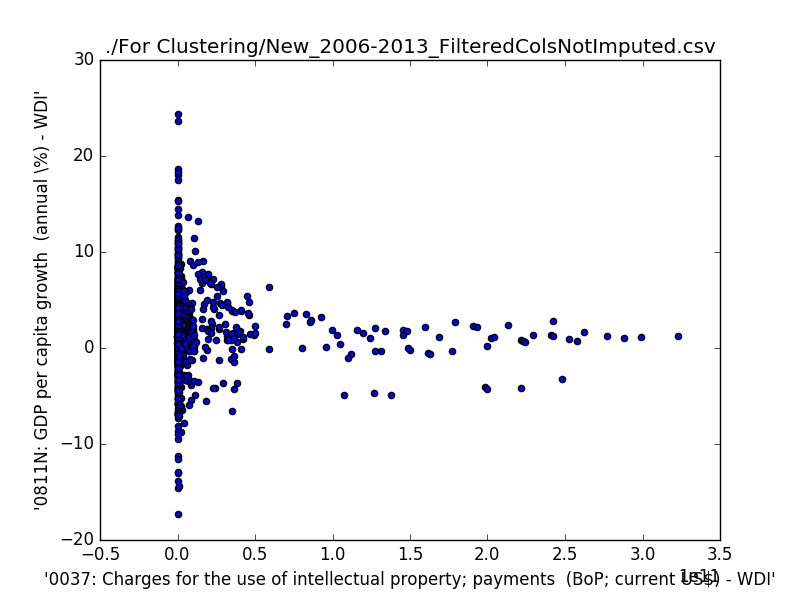 ./For Clustering/New_2006-2013_FilteredColsNotImputed.csv
30
20
10
0
−10
−20
'0811N: GDP per capita growth  (annual \%) - WDI'
−0.5 0.0 0.5 1.0 1.5 2.0 2.5 3.0 3.5
1e11
'0037: Charges for the use of intellectual property; payments  (BoP; current US$) - WDI'